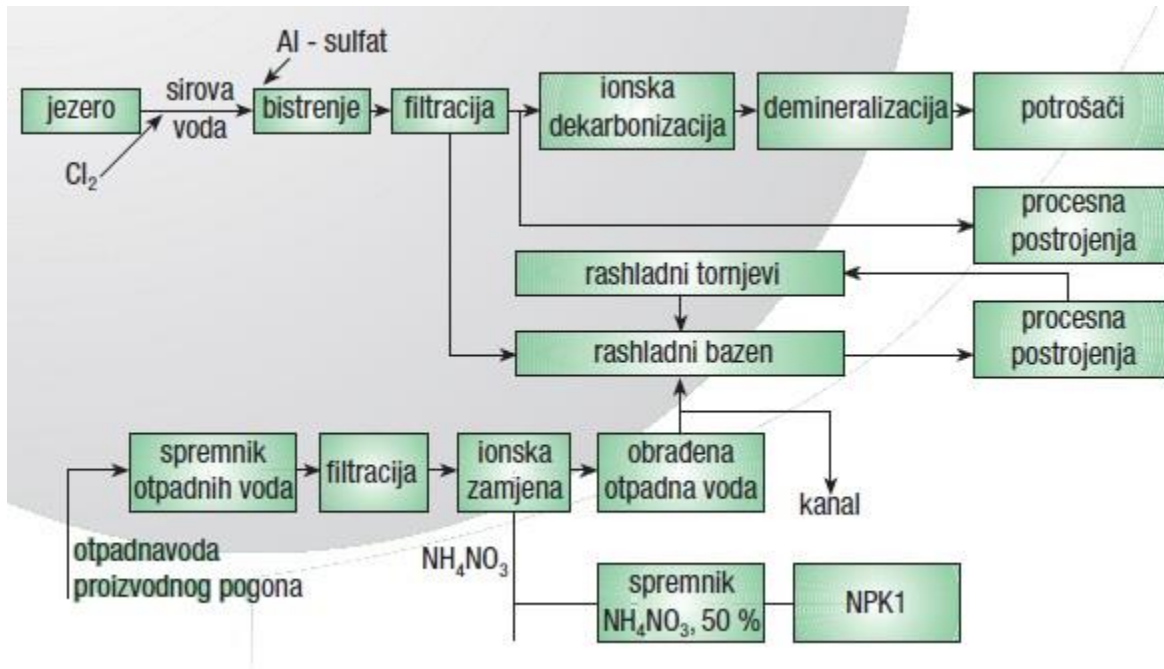 Al - sulfat
jezero
sirova
voda
Cl₂
bistrenje
filtracija
ionska
dekarbonizacija
demineralizacija
potrošači
procesna
postrojenja
rashladni tornjevi
rashladni bazen
procesna
postrojenja
spremnik
otpadnih voda
filtracija
ionska
zamjena
obrađena
otpadna voda
kanal
otpadnavoda
proizvodnog pogona
NH₄NO₃
spremnik
NH₄NO₃, 50 %
NPK1